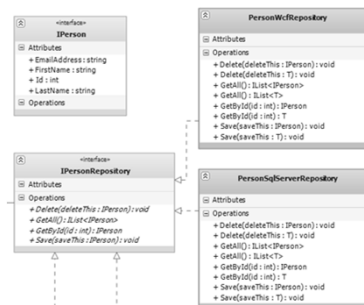 «interface»
IPerson
Attributes
+ EmailAddress : string
+ FirstName : string
+ Id : int
+ LastName : string
Operations
PersonWcfRepository
Attributes
Operations
+ Delete(deleteThis : IPerson) : void
+ Delete(deleteThis : T) : void
+ GetAll() : IList<IPerson>
+ GetAll() : IList<T>
+ GetById(id : int) : IPerson
+ GetById(id : int) : T
+ Save(saveThis : IPerson) : void
+ Save(saveThis : T) : void
«interface»
IPersonRepository
Attributes
Operations
+ Delete(deleteThis : IPerson) : void
+ GetAll() : IList<IPerson>
+ GetById(id : int) : IPerson
+ Save(saveThis : IPerson) : void
PersonSqlServerRepository
Attributes
Operations
+ Delete(deleteThis : IPerson) : void
+ Delete(deleteThis : T) : void
+ GetAll() : IList<IPerson>
+ GetAll() : IList<T>
+ GetById(id : int) : IPerson
+ GetById(id : int) : T
+ Save(saveThis : IPerson) : void
+ Save(saveThis : T) : void